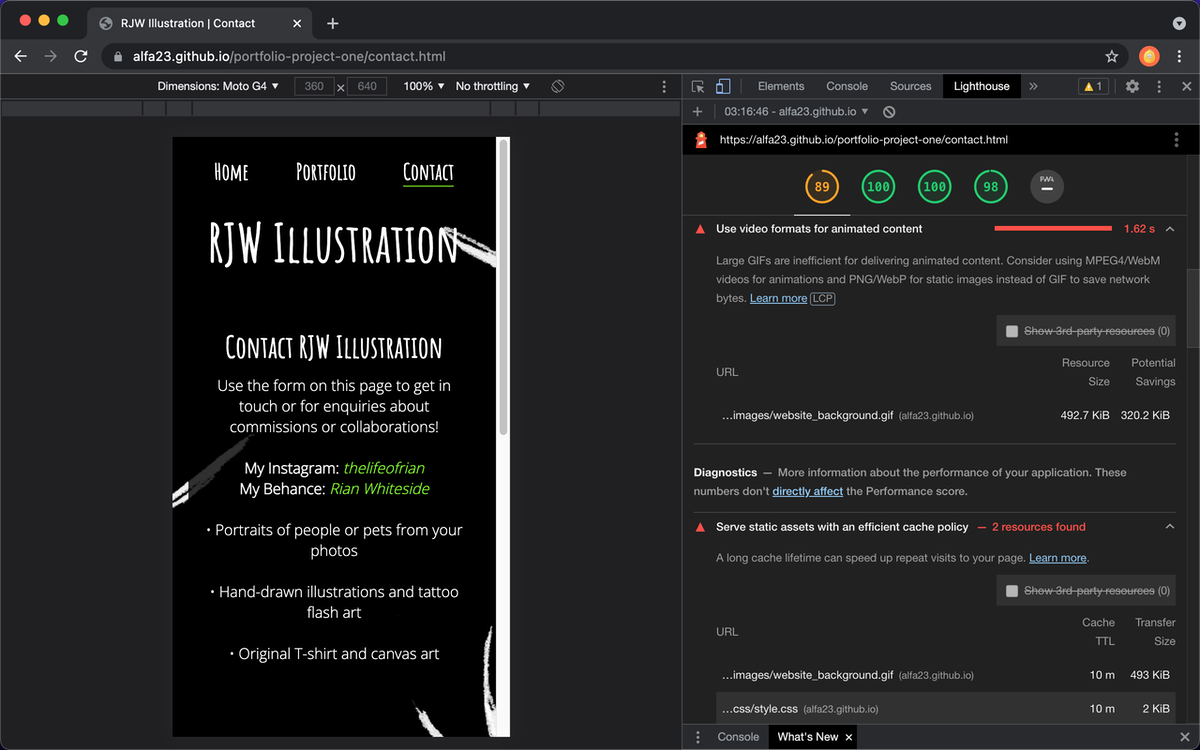 RJW Illustration | Contact
alfa23.github.io/portfolio-project-one/contact.html
Dimensions: Moto G4 ▼ 360 × 640 100% ▼ No throttling ▼
Elements Console Sources Lighthouse » 1
03:16:46 - alfa23.github.io ▼
https://alfa23.github.io/portfolio-project-one/contact.html
89 100 100 98 PWA
Home Portfolio Contact
RJW Illustration
Contact RJW Illustration
Use the form on this page to get in
touch or for enquiries about
commissions or collaborations!
My Instagram: thelifeofrian
My Behance: Rian Whiteside
• Portraits of people or pets from your
photos
• Hand-drawn illustrations and tattoo
flash art
• Original T-shirt and canvas art
Use video formats for animated content 1.62 s
Large GIFs are inefficient for delivering animated content. Consider using MPEG4/WebM
videos for animations and PNG/WebP for static images instead of GIF to save network
bytes. Learn more LCP
Show 3rd-party resources (0)
URL Resource Size Potential Savings
...images/website_background.gif (alfa23.github.io) 492.7 KiB 320.2 KiB
Diagnostics — More information about the performance of your application. These
numbers don't directly affect the Performance score.
Serve static assets with an efficient cache policy — 2 resources found
A long cache lifetime can speed up repeat visits to your page. Learn more.
Show 3rd-party resources (0)
URL Cache TTL Transfer Size
...images/website_background.gif (alfa23.github.io) 10 m 493 KiB
...css/style.css (alfa23.github.io) 10 m 2 KiB
Console What's New ×